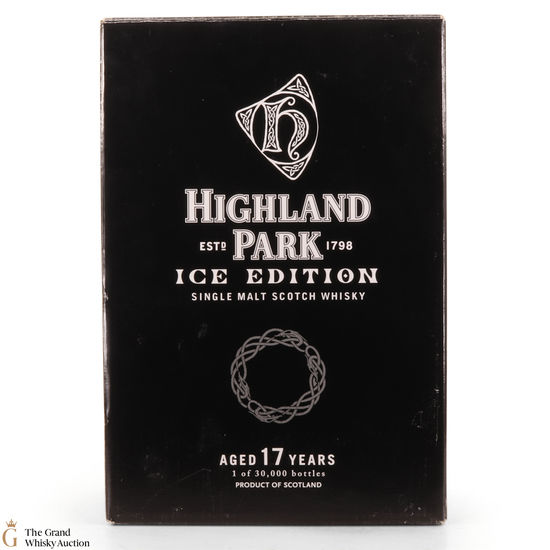 h
HIGHLAND
ESTD PARK 1798
ICE EDITION
SINGLE MALT SCOTCH WHISKY
AGED 17 YEARS
1 of 30,000 bottles
PRODUCT OF SCOTLAND
G
The Grand
Whisky Auction